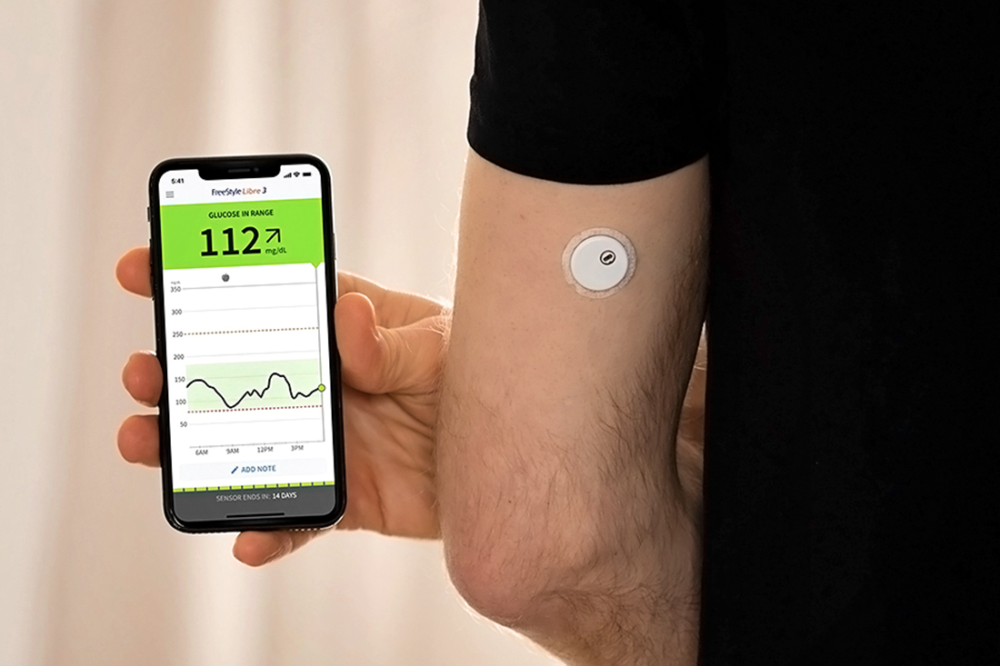 5:41
FreeStyle Libre 3
GLUCOSE IN RANGE
112
mg/dL
350
300
250
200
150
100
50
6AM 9AM 12PM 3PM
ADD NOTE
SENSOR ENDS IN: 14 DAYS